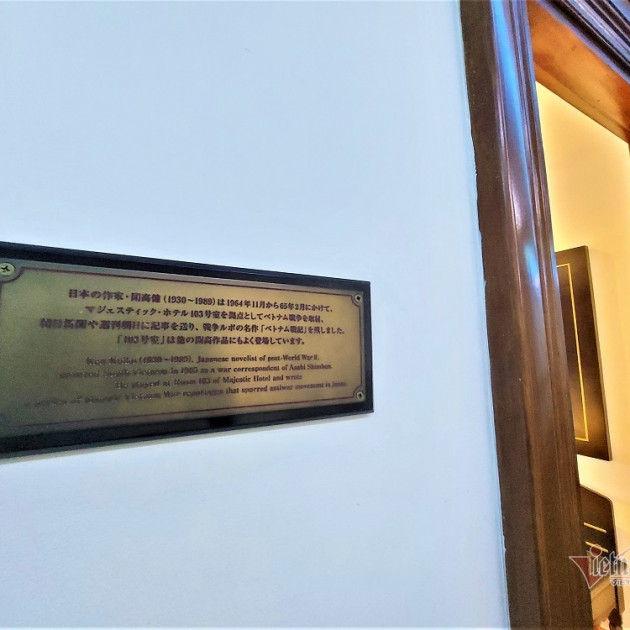 日本の作家・開高健 (1930～1989) は1964年11月から65年2月にかけて、
マジェスティック・ホテル103号室を拠点としてベトナム戦争を取材。
朝日新聞や週刊朝日に記事を送り、戦争ルポの名作「ベトナム戦記」を残しました。
「103号室」は他の開高作品にもよく登場しています。
(1930～1989), Japanese novelist of post-World War II,
in 1965 as a war correspondent of Asahi Shimbun.
103 of Majestic Hotel and wrote
that spurred antiwar movement in Japan.